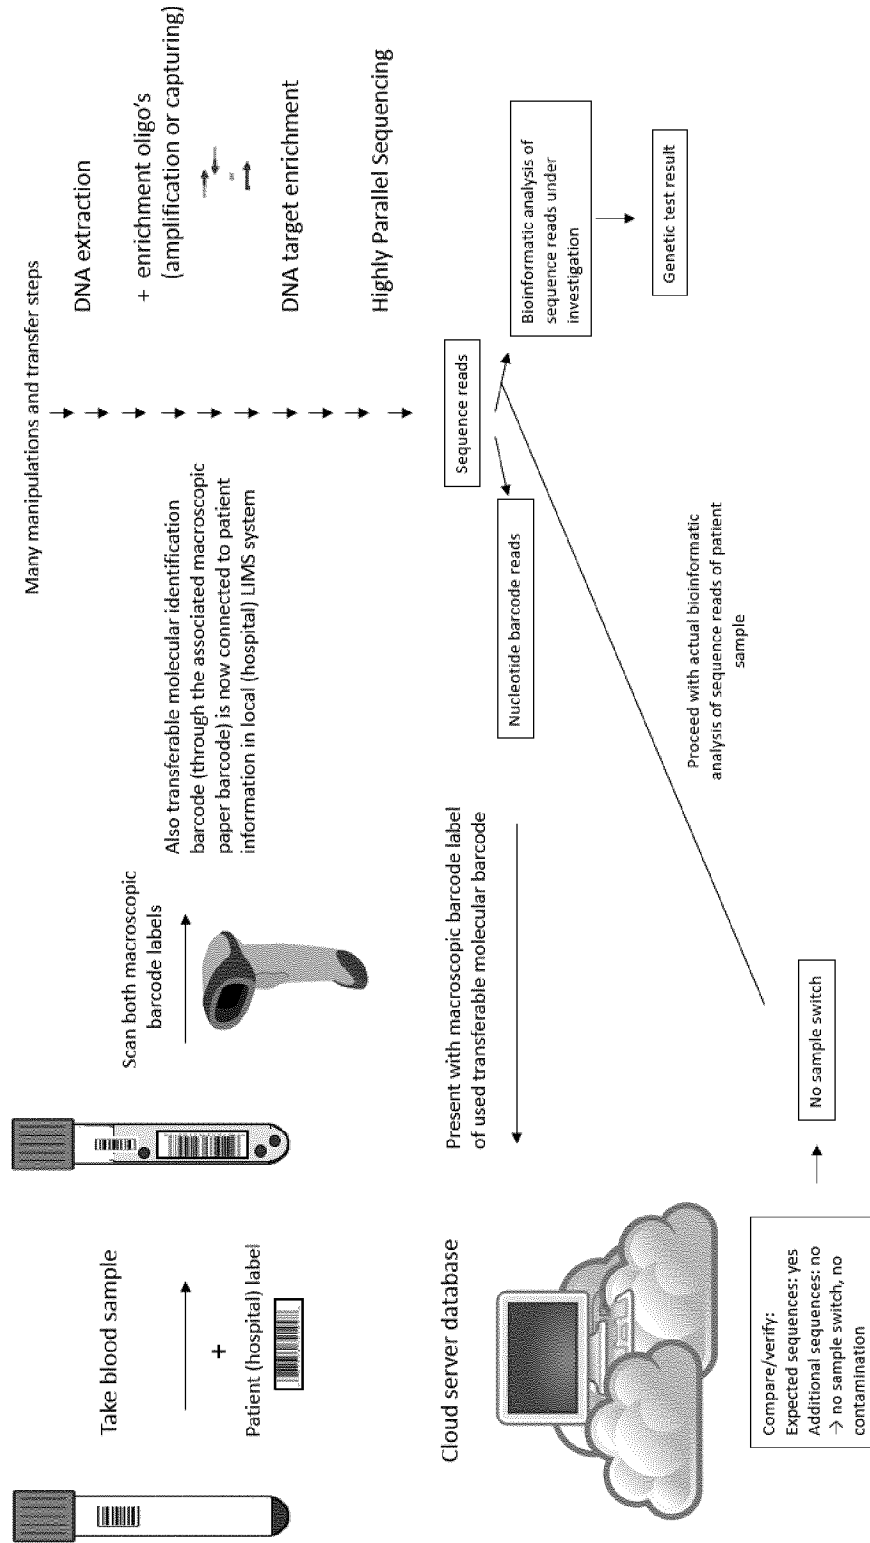 Take blood sample
+
Patient (hospital) label
Scan both macroscopic
barcode labels
Also transferable molecular identification
barcode (through the associated macroscopic
paper barcode) is now connected to patient
information in local (hospital) LIMS system
Many manipulations and transfer steps
DNA extraction
+ enrichment oligo's
(amplification or capturing)
or
DNA target enrichment
Highly Parallel Sequencing
Sequence reads
Nucleotide barcode reads
Bioinformatic analysis of
sequence reads under
investigation
Genetic test result
Present with macroscopic barcode label
of used transferable molecular barcode
Cloud server database
Compare/verify:
Expected sequences: yes
Additional sequences: no
→ no sample switch, no
contamination
No sample switch
Proceed with actual bioinformatic
analysis of sequence reads of patient
sample